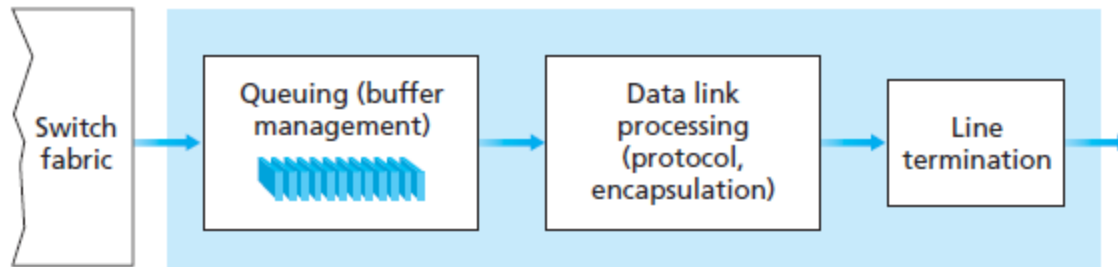 Switch
fabric
Queuing (buffer
management)
Data link
processing
(protocol,
encapsulation)
Line
termination